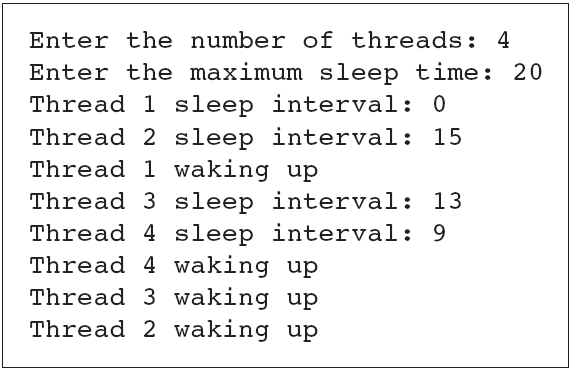 Enter the number of threads: 4
Enter the maximum sleep time: 20
Thread 1 sleep interval: 0
Thread 2 sleep interval: 15
Thread 1 waking up
Thread 3 sleep interval: 13
Thread 4 sleep interval: 9
Thread 4 waking up
Thread 3 waking up
Thread 2 waking up